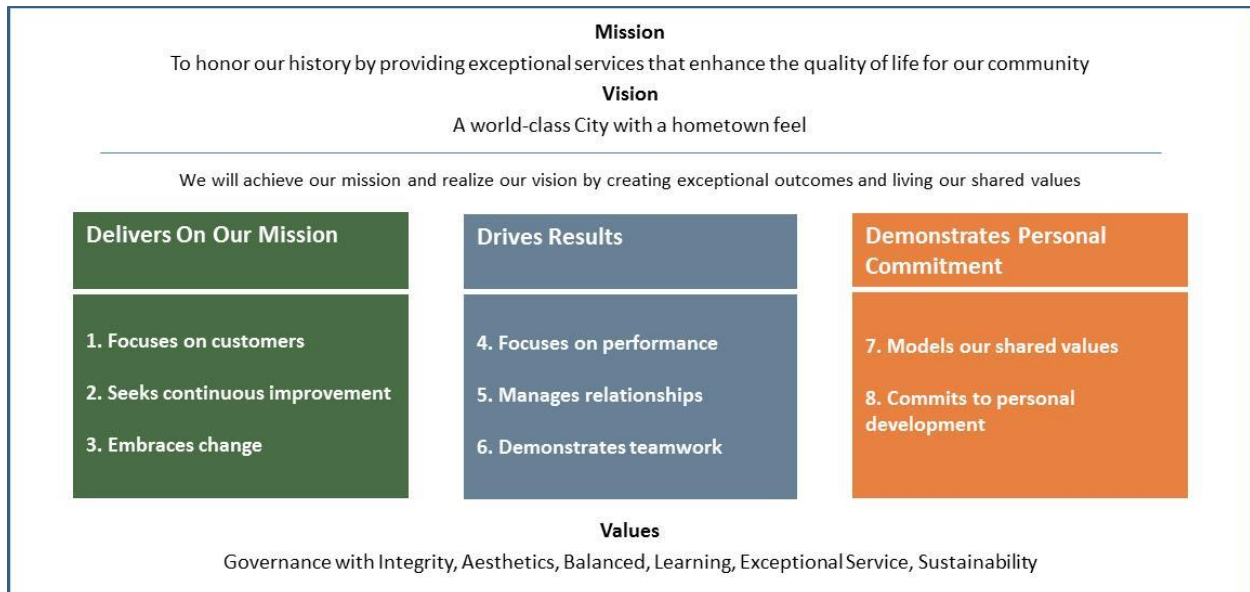 Mission
To honor our history by providing exceptional services that enhance the quality of life for our community
Vision
A world-class City with a hometown feel
We will achieve our mission and realize our vision by creating exceptional outcomes and living our shared values
Delivers On Our Mission
1. Focuses on customers
2. Seeks continuous improvement
3. Embraces change
Drives Results
4. Focuses on performance
5. Manages relationships
6. Demonstrates teamwork
Demonstrates Personal
Commitment
7. Models our shared values
8. Commits to personal
development
Values
Governance with Integrity, Aesthetics, Balanced, Learning, Exceptional Service, Sustainability